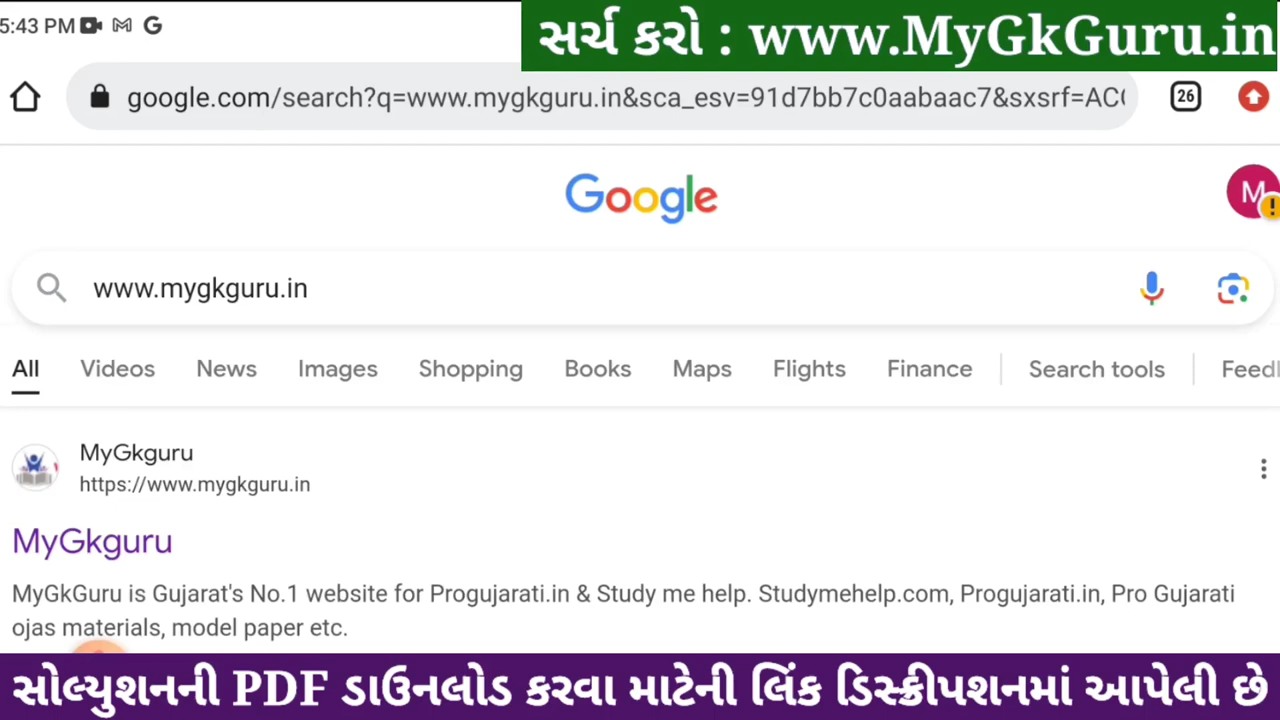 5:43 PM
સર્ચ કરો : www.MyGkGuru.in
google.com/search?q=www.mygkguru.in&sca_esv=91d7bb7c0aabaac7&sxsrf=AC
26
Google
M
!
www.mygkguru.in
All Videos News Images Shopping Books Maps Flights Finance Search tools Feed
MyGkguru
https://www.mygkguru.in
MyGkguru
MyGkGuru is Gujarat's No.1 website for Progujarati.in & Study me help. Studymehelp.com, Progujarati.in, Pro Gujarati
ojas materials, model paper etc.
સોલ્યુશનની PDF ડાઉનલોડ કરવા માટેની લિંક ડિસ્ક્રીપશનમાં આપેલી છે